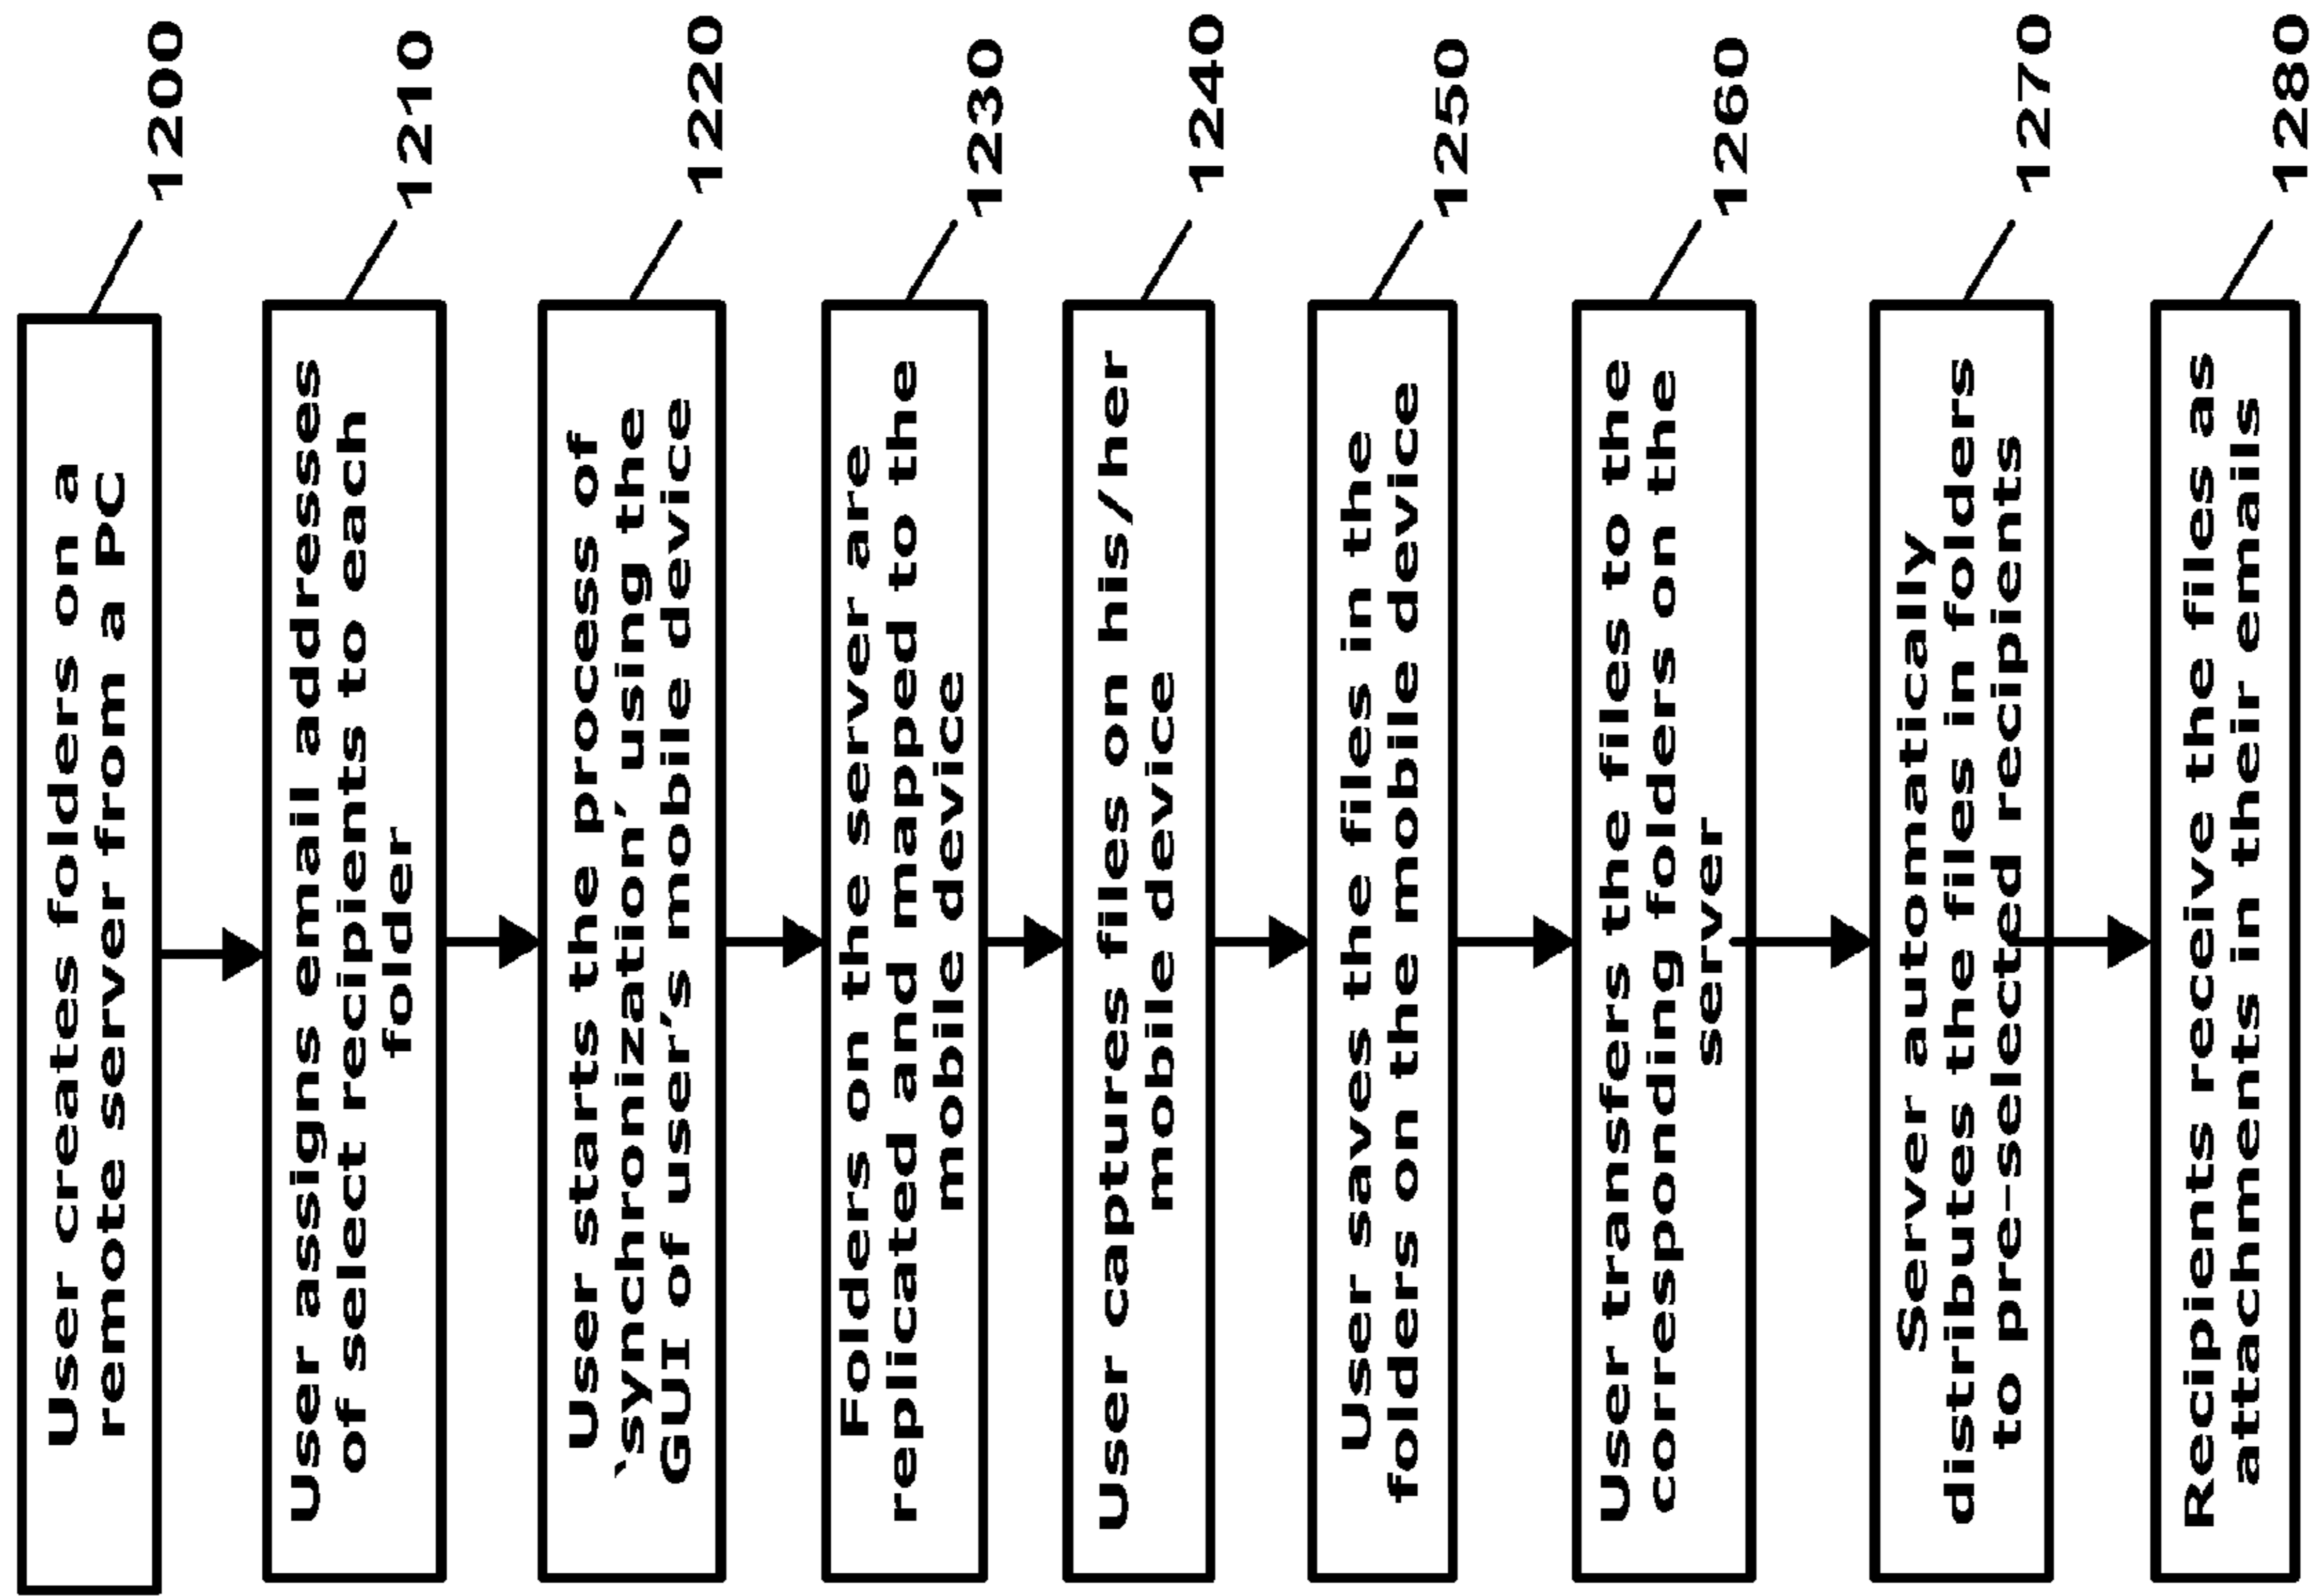 User creates folders on a
remote server from a PC
1200
User assigns email addresses
of select recipients to each
folder
1210
User starts the process of
‘synchronization’ using the
GUI of user’s mobile device
1220
Folders on the server are
replicated and mapped to the
mobile device
1230
User captures files on his/her
mobile device
1240
User saves the files in the
folders on the mobile device
1250
User transfers the files to the
corresponding folders on the
server
1260
Server automatically
distributes the files in folders
to pre-selected recipients
1270
Recipients receive the files as
attachments in their emails
1280